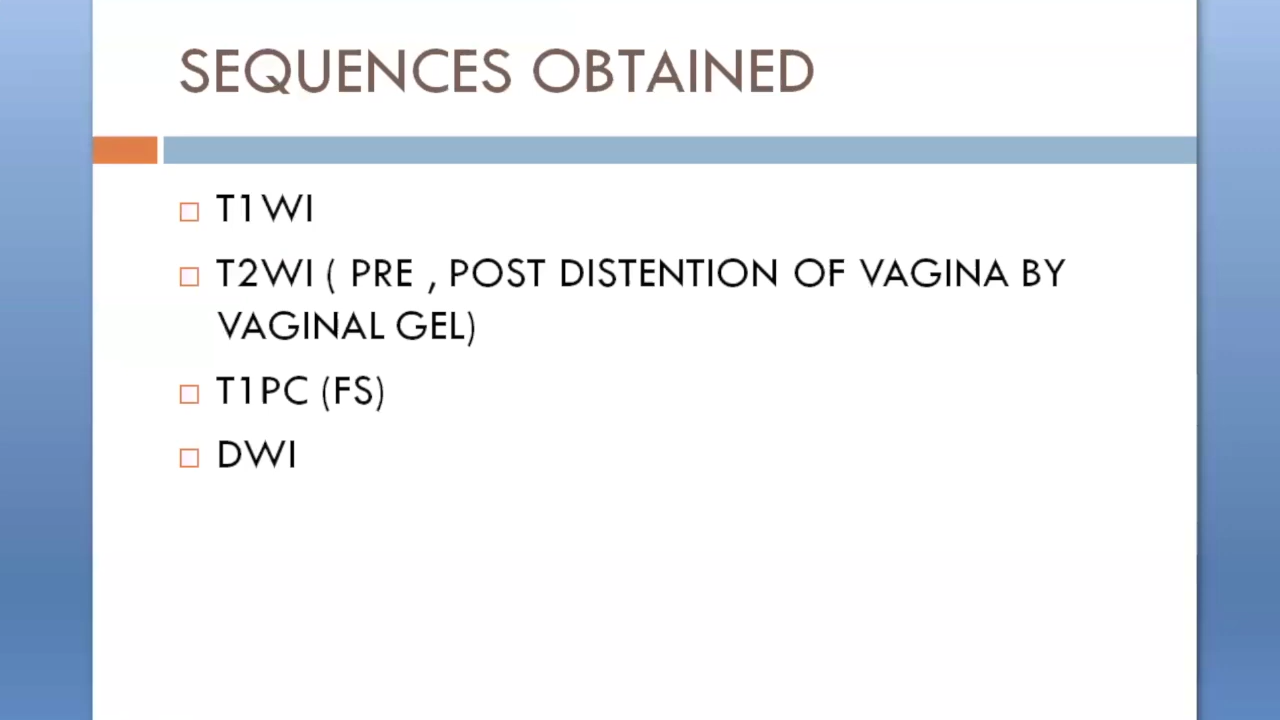 SEQUENCES OBTAINED
T1WI
T2WI ( PRE , POST DISTENTION OF VAGINA BY
VAGINAL GEL)
T1PC (FS)
DWI